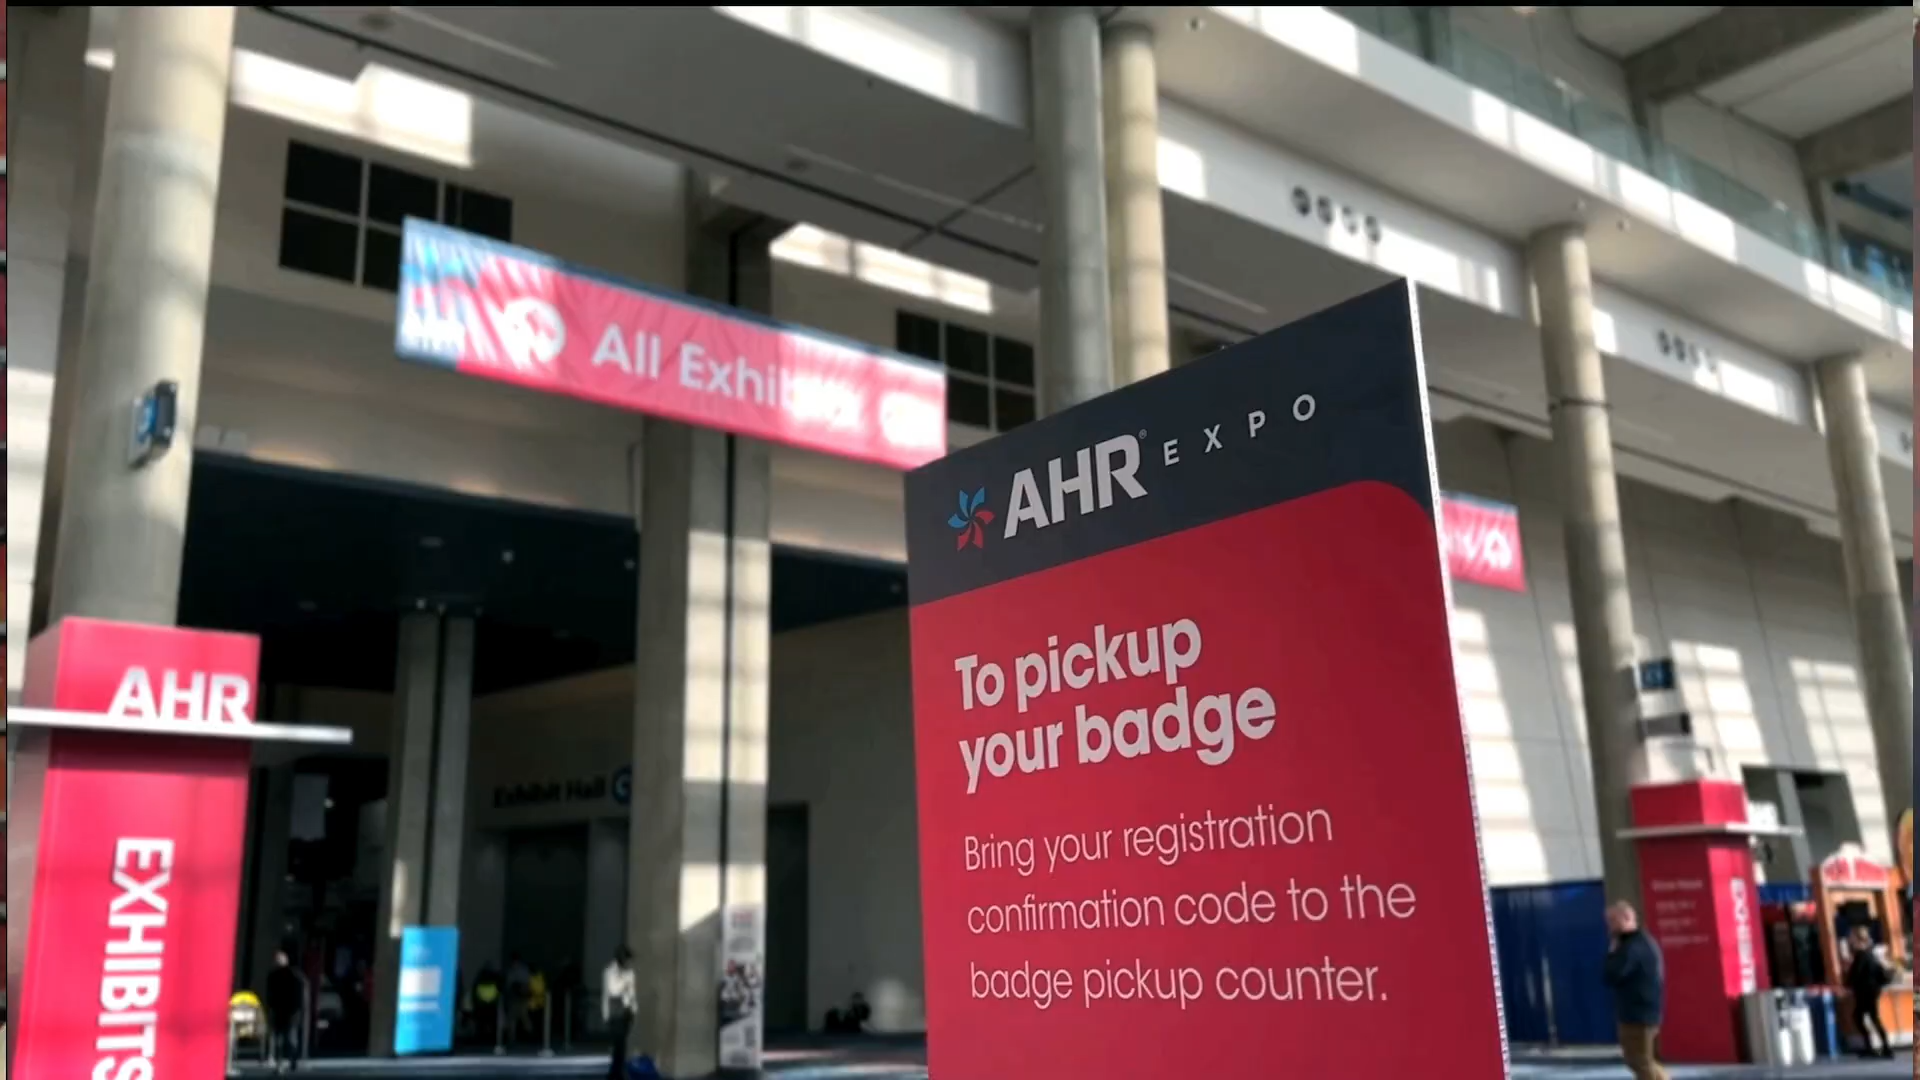 All Exhibits
AHR® EXPO
To pickup
your badge
Bring your registration
confirmation code to the
badge pickup counter.
AHR
EXHIBITS
Exhibit Hall G